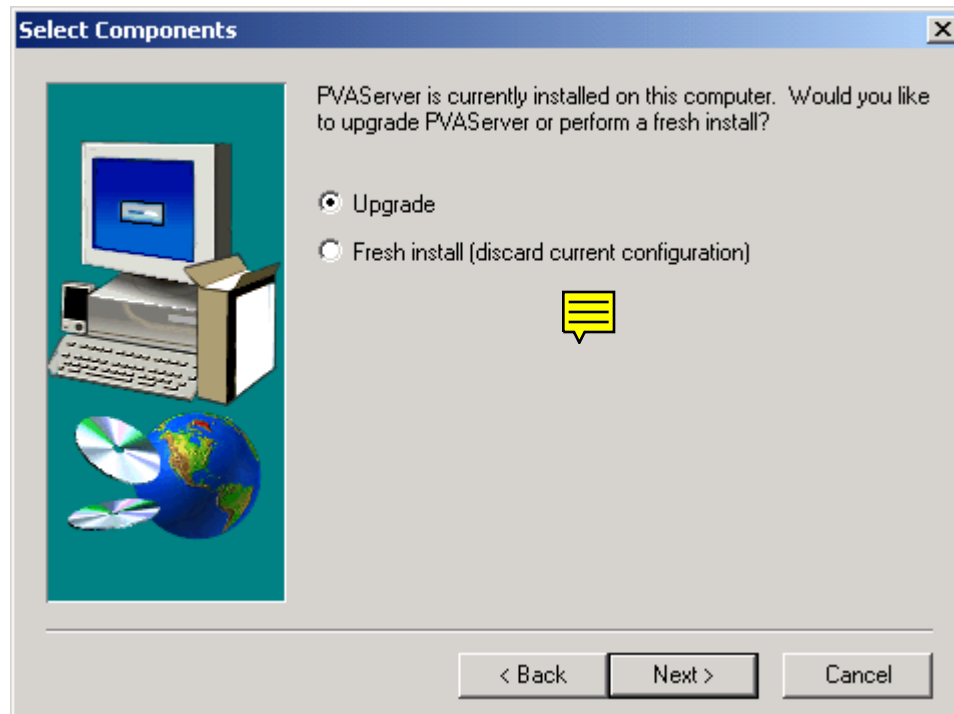 Select Components
PVAServer is currently installed on this computer.  Would you like
to upgrade PVAServer or perform a fresh install?
Upgrade
Fresh install (discard current configuration)
< Back
Next >
Cancel